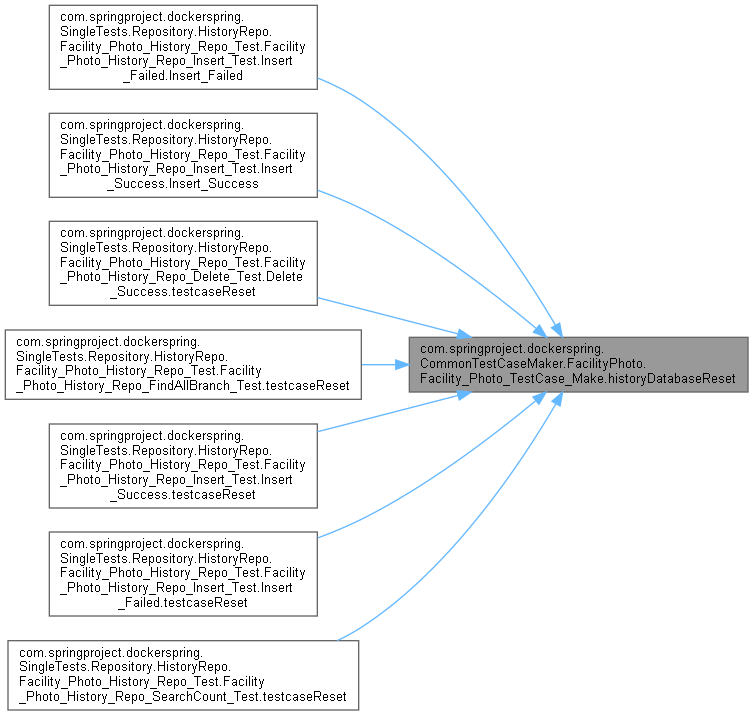 com.springproject.dockerspring.
SingleTests.Repository.HistoryRepo.
Facility_Photo_History_Repo_Test.Facility
_Photo_History_Repo_Insert_Test.Insert
_Failed.Insert_Failed
com.springproject.dockerspring.
SingleTests.Repository.HistoryRepo.
Facility_Photo_History_Repo_Test.Facility
_Photo_History_Repo_Insert_Test.Insert
_Success.Insert_Success
com.springproject.dockerspring.
SingleTests.Repository.HistoryRepo.
Facility_Photo_History_Repo_Test.Facility
_Photo_History_Repo_Delete_Test.Delete
_Success.testcaseReset
com.springproject.dockerspring.
SingleTests.Repository.HistoryRepo.
Facility_Photo_History_Repo_Test.Facility
_Photo_History_Repo_FindAllBranch_Test.testcaseReset
com.springproject.dockerspring.
CommonTestCaseMaker.FacilityPhoto.
Facility_Photo_TestCase_Make.historyDatabaseReset
com.springproject.dockerspring.
SingleTests.Repository.HistoryRepo.
Facility_Photo_History_Repo_Test.Facility
_Photo_History_Repo_Insert_Test.Insert
_Success.testcaseReset
com.springproject.dockerspring.
SingleTests.Repository.HistoryRepo.
Facility_Photo_History_Repo_Test.Facility
_Photo_History_Repo_Insert_Test.Insert
_Failed.testcaseReset
com.springproject.dockerspring.
SingleTests.Repository.HistoryRepo.
Facility_Photo_History_Repo_Test.Facility
_Photo_History_Repo_SearchCount_Test.testcaseReset